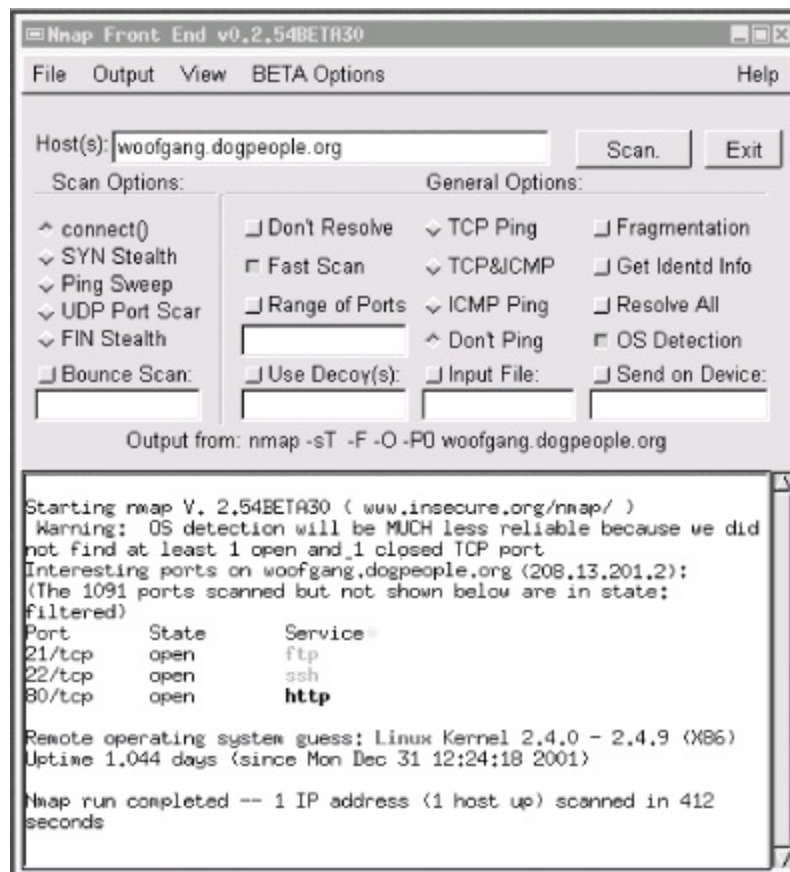 Nmap Front End v0.2.54BETA30
File Output View BETA Options Help
Host(s): woofgang.dogpeople.org Scan. Exit
Scan Options: General Options:
connect() Don't Resolve TCP Ping Fragmentation
SYN Stealth Fast Scan TCP&ICMP Get Identd Info
Ping Sweep Range of Ports ICMP Ping Resolve All
UDP Port Scar Don't Ping OS Detection
FIN Stealth
Bounce Scan: Use Decoy(s): Input File: Send on Device:
Output from: nmap -sT -F -O -P0 woofgang.dogpeople.org
Starting nmap V. 2.54BETA30 ( www.insecure.org/nmap/ )
Warning: OS detection will be MUCH less reliable because we did
not find at least 1 open and 1 closed TCP port
Interesting ports on woofgang.dogpeople.org (208.13.201.2):
(The 1091 ports scanned but not shown below are in state:
filtered)
Port State Service
21/tcp open ftp
22/tcp open ssh
80/tcp open http
Remote operating system guess: Linux Kernel 2.4.0 - 2.4.9 (X86)
Uptime 1.044 days (since Mon Dec 31 12:24:18 2001)
Nmap run completed -- 1 IP address (1 host up) scanned in 412
seconds